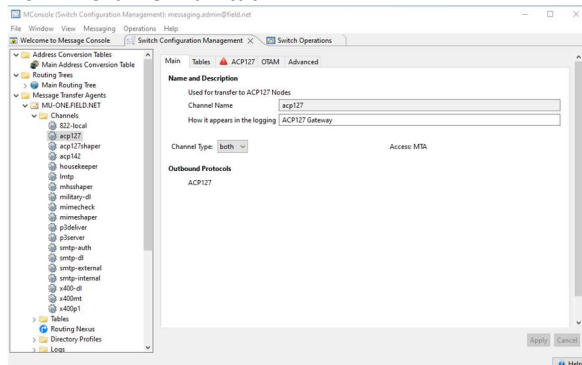 MConsole (Switch Configuration Management): messaging.admin@field.net
File Window View Messaging Operations Help
Welcome to Message Console Switch Configuration Management Switch Operations
Address Conversion Tables
Main Address Conversion Table
Routing Trees
Main Routing Tree
Message Transfer Agents
MU-ONE.FIELD.NET
Channels
822-local
acp127
acp127shaper
acp142
housekeeper
lmtp
mhsshaper
military-dl
mimecheck
mimeshaper
p3deliver
p3server
smtp-auth
smtp-dl
smtp-external
smtp-internal
x400-dl
x400mt
x400p1
Tables
Routing Nexus
Directory Profiles
Logs
Main Tables ACP127 OTAM Advanced
Name and Description
Used for transfer to ACP127 Nodes
Channel Name acp127
How it appears in the logging ACP127 Gateway
Channel Type: both Access: MTA
Outbound Protocols
ACP127
Apply Cancel
Help